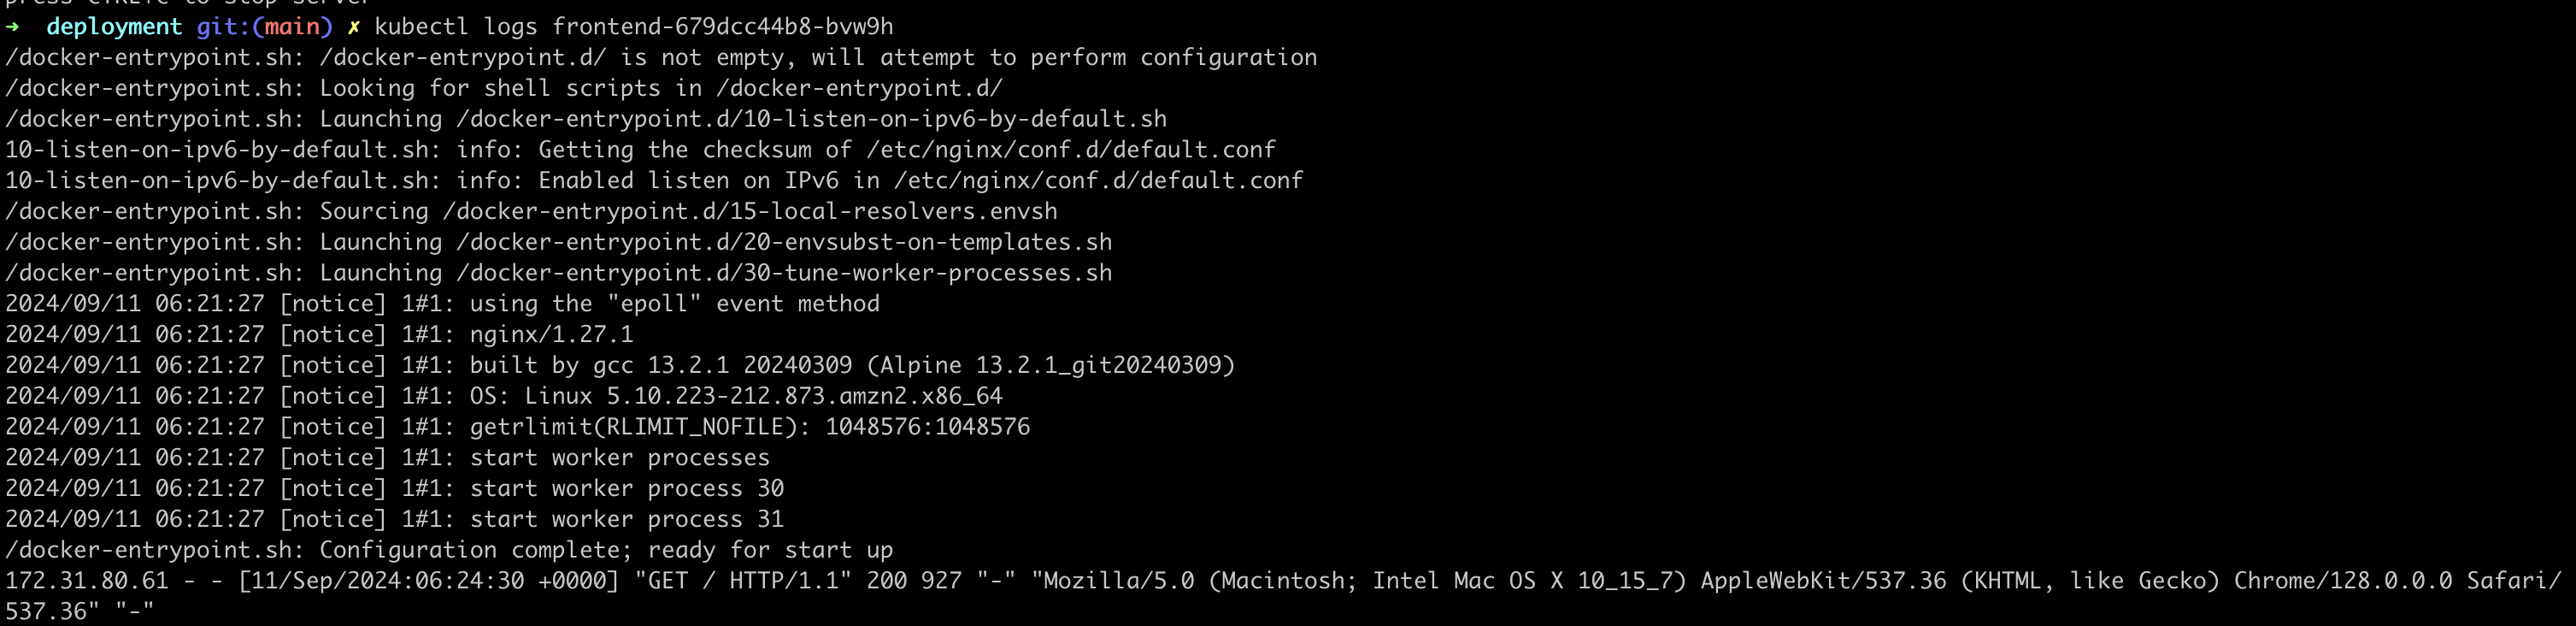 press CTRL+C to stop server
➜  deployment git:(main) ✗ kubectl logs frontend-679dcc44b8-bvw9h
/docker-entrypoint.sh: /docker-entrypoint.d/ is not empty, will attempt to perform configuration
/docker-entrypoint.sh: Looking for shell scripts in /docker-entrypoint.d/
/docker-entrypoint.sh: Launching /docker-entrypoint.d/10-listen-on-ipv6-by-default.sh
10-listen-on-ipv6-by-default.sh: info: Getting the checksum of /etc/nginx/conf.d/default.conf
10-listen-on-ipv6-by-default.sh: info: Enabled listen on IPv6 in /etc/nginx/conf.d/default.conf
/docker-entrypoint.sh: Sourcing /docker-entrypoint.d/15-local-resolvers.envsh
/docker-entrypoint.sh: Launching /docker-entrypoint.d/20-envsubst-on-templates.sh
/docker-entrypoint.sh: Launching /docker-entrypoint.d/30-tune-worker-processes.sh
2024/09/11 06:21:27 [notice] 1#1: using the "epoll" event method
2024/09/11 06:21:27 [notice] 1#1: nginx/1.27.1
2024/09/11 06:21:27 [notice] 1#1: built by gcc 13.2.1 20240309 (Alpine 13.2.1_git20240309)
2024/09/11 06:21:27 [notice] 1#1: OS: Linux 5.10.223-212.873.amzn2.x86_64
2024/09/11 06:21:27 [notice] 1#1: getrlimit(RLIMIT_NOFILE): 1048576:1048576
2024/09/11 06:21:27 [notice] 1#1: start worker processes
2024/09/11 06:21:27 [notice] 1#1: start worker process 30
2024/09/11 06:21:27 [notice] 1#1: start worker process 31
/docker-entrypoint.sh: Configuration complete; ready for start up
172.31.80.61 - - [11/Sep/2024:06:24:30 +0000] "GET / HTTP/1.1" 200 927 "-" "Mozilla/5.0 (Macintosh; Intel Mac OS X 10_15_7) AppleWebKit/537.36 (KHTML, like Gecko) Chrome/128.0.0.0 Safari/
537.36" "-"